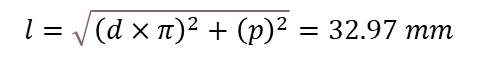 l = √(d × π)² + (p)² = 32.97 mm